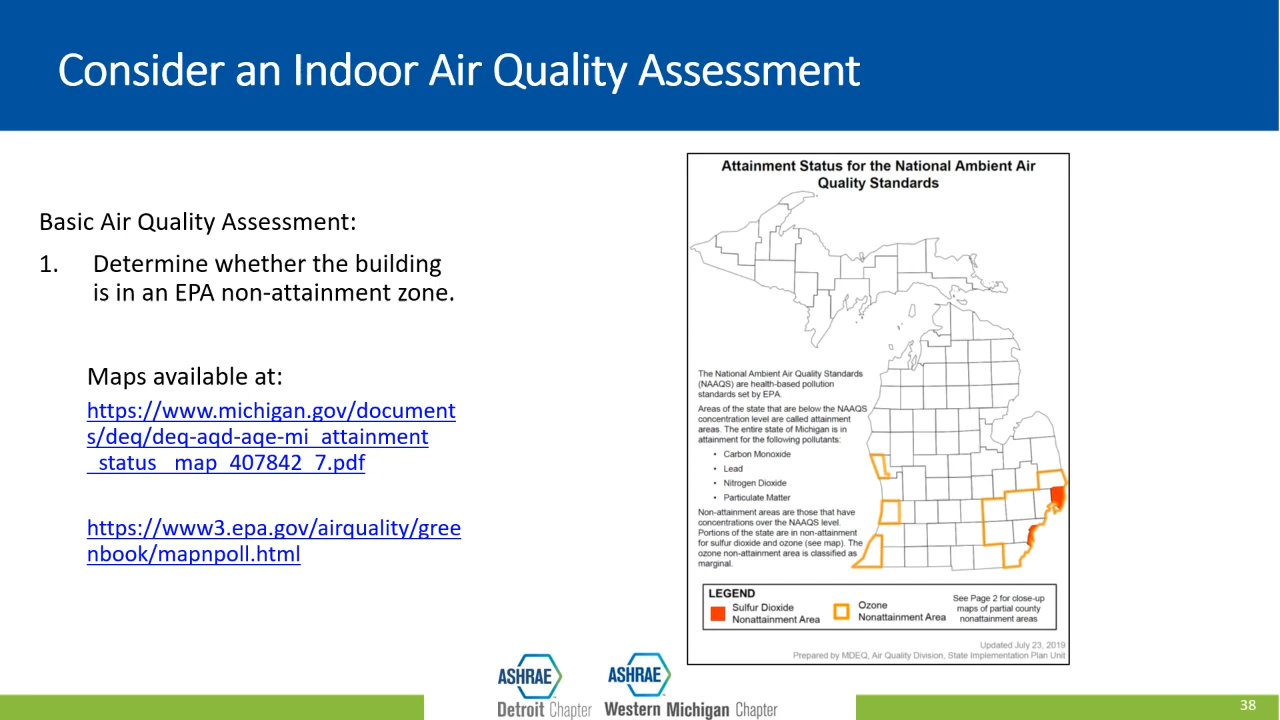 Consider an Indoor Air Quality Assessment
Basic Air Quality Assessment:
1. Determine whether the building
is in an EPA non-attainment zone.
Maps available at:
https://www.michigan.gov/document
s/deq/deq-aqd-aqe-mi_attainment
_status_ map_407842_7.pdf
https://www3.epa.gov/airquality/gree
nbook/mapnpoll.html
Attainment Status for the National Ambient Air
Quality Standards
The National Ambient Air Quality Standards
(NAAQS) are health-based pollution
standards set by EPA.
Areas of the state that are below the NAAQS
concentration level are called attainment
areas. The entire state of Michigan is in
attainment for the following pollutants:
• Carbon Monoxide
• Lead
• Nitrogen Dioxide
• Particulate Matter
Non-attainment areas are those that have
concentrations over the NAAQS level.
Portions of the state are in non-attainment
for sulfur dioxide and ozone (see map). The
ozone non-attainment area is classified as
marginal.
LEGEND
Sulfur Dioxide
Nonattainment Area
Ozone
Nonattainment Area
See Page 2 for close-up
maps of partial county
nonattainment areas
Updated July 23, 2019
Prepared by MDEQ, Air Quality Division, State Implementation Plan Unit
ASHRAE
Detroit Chapter
ASHRAE
Western Michigan Chapter
38